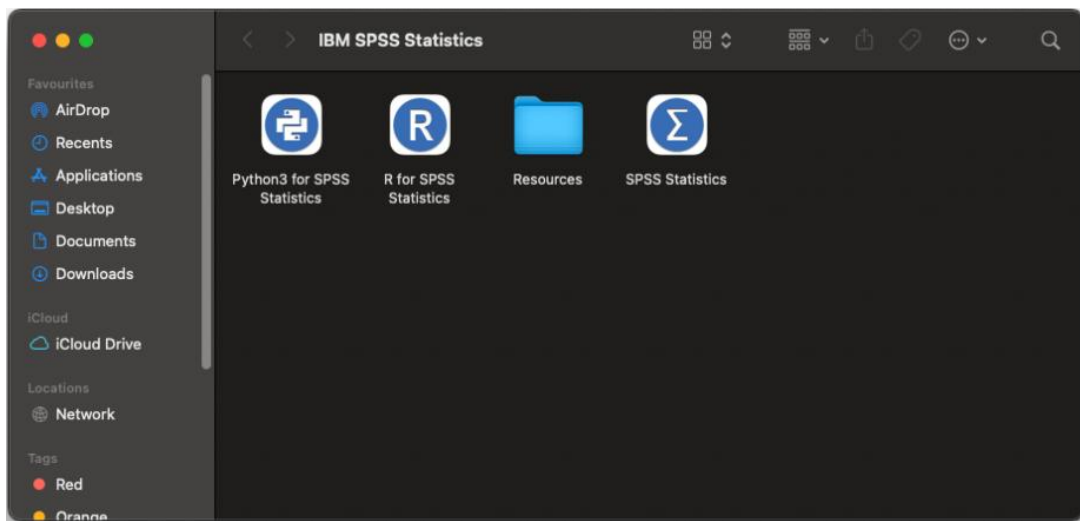 IBM SPSS Statistics
Favourites
AirDrop
Recents
Applications
Desktop
Documents
Downloads
iCloud
iCloud Drive
Locations
Network
Tags
Red
Orange
Python3 for SPSS
Statistics
R
R for SPSS
Statistics
Resources
Σ
SPSS Statistics